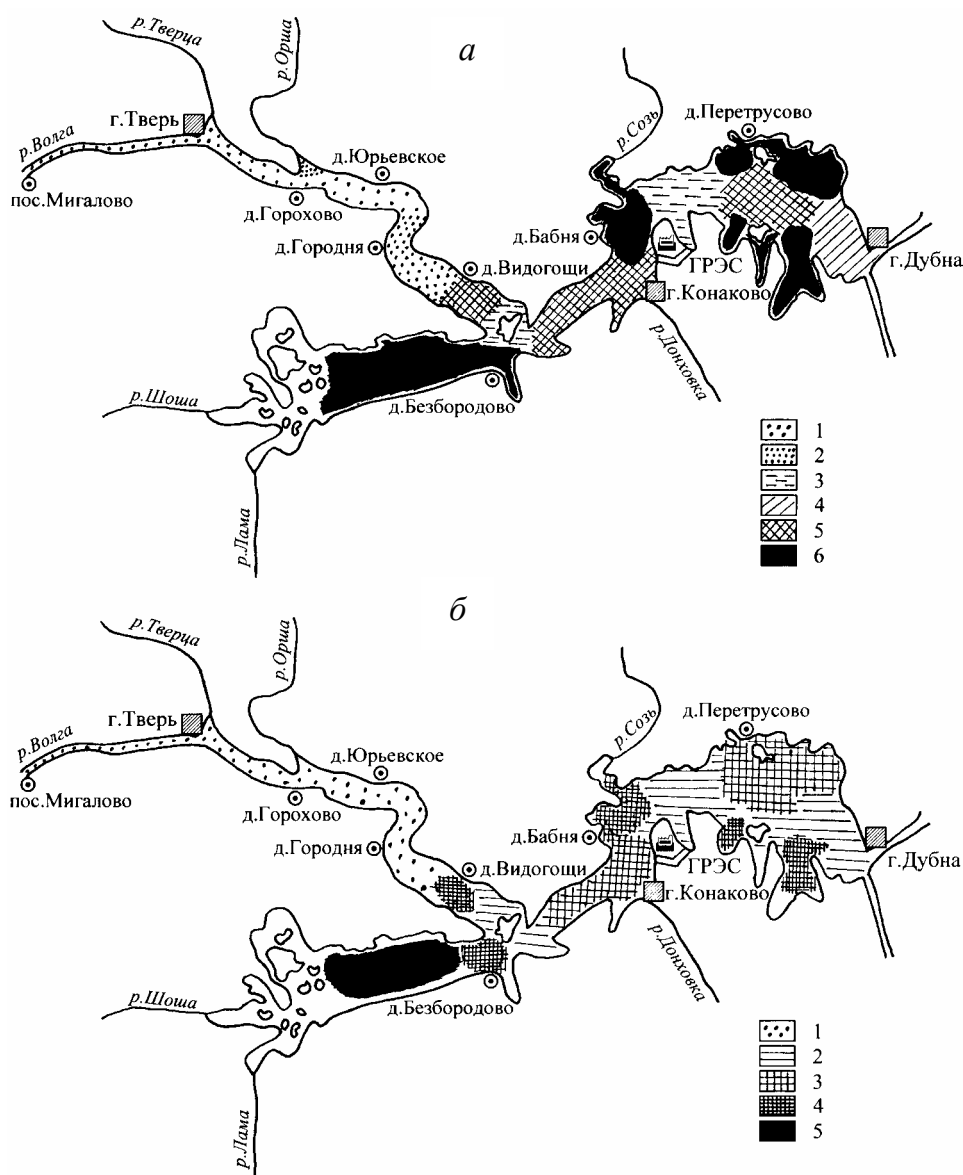 а
р.Тверца
р.Орша
г.Тверь
р.Волга
пос.Мигалово
д.Юрьевское
д.Горохово
д.Городня
д.Видогощи
р.Созь
д.Перетрусово
д.Бабня
ГРЭС
г.Дубна
г.Конаково
р.Донховка
р.Шоша
д.Безбородово
р.Лама
1
2
3
4
5
6
б
р.Тверца
р.Орша
г.Тверь
р.Волга
пос.Мигалово
д.Юрьевское
д.Горохово
д.Городня
д.Видогощи
р.Созь
д.Перетрусово
д.Бабня
ГРЭС
г.Дубна
г.Конаково
р.Донховка
р.Шоша
д.Безбородово
р.Лама
1
2
3
4
5